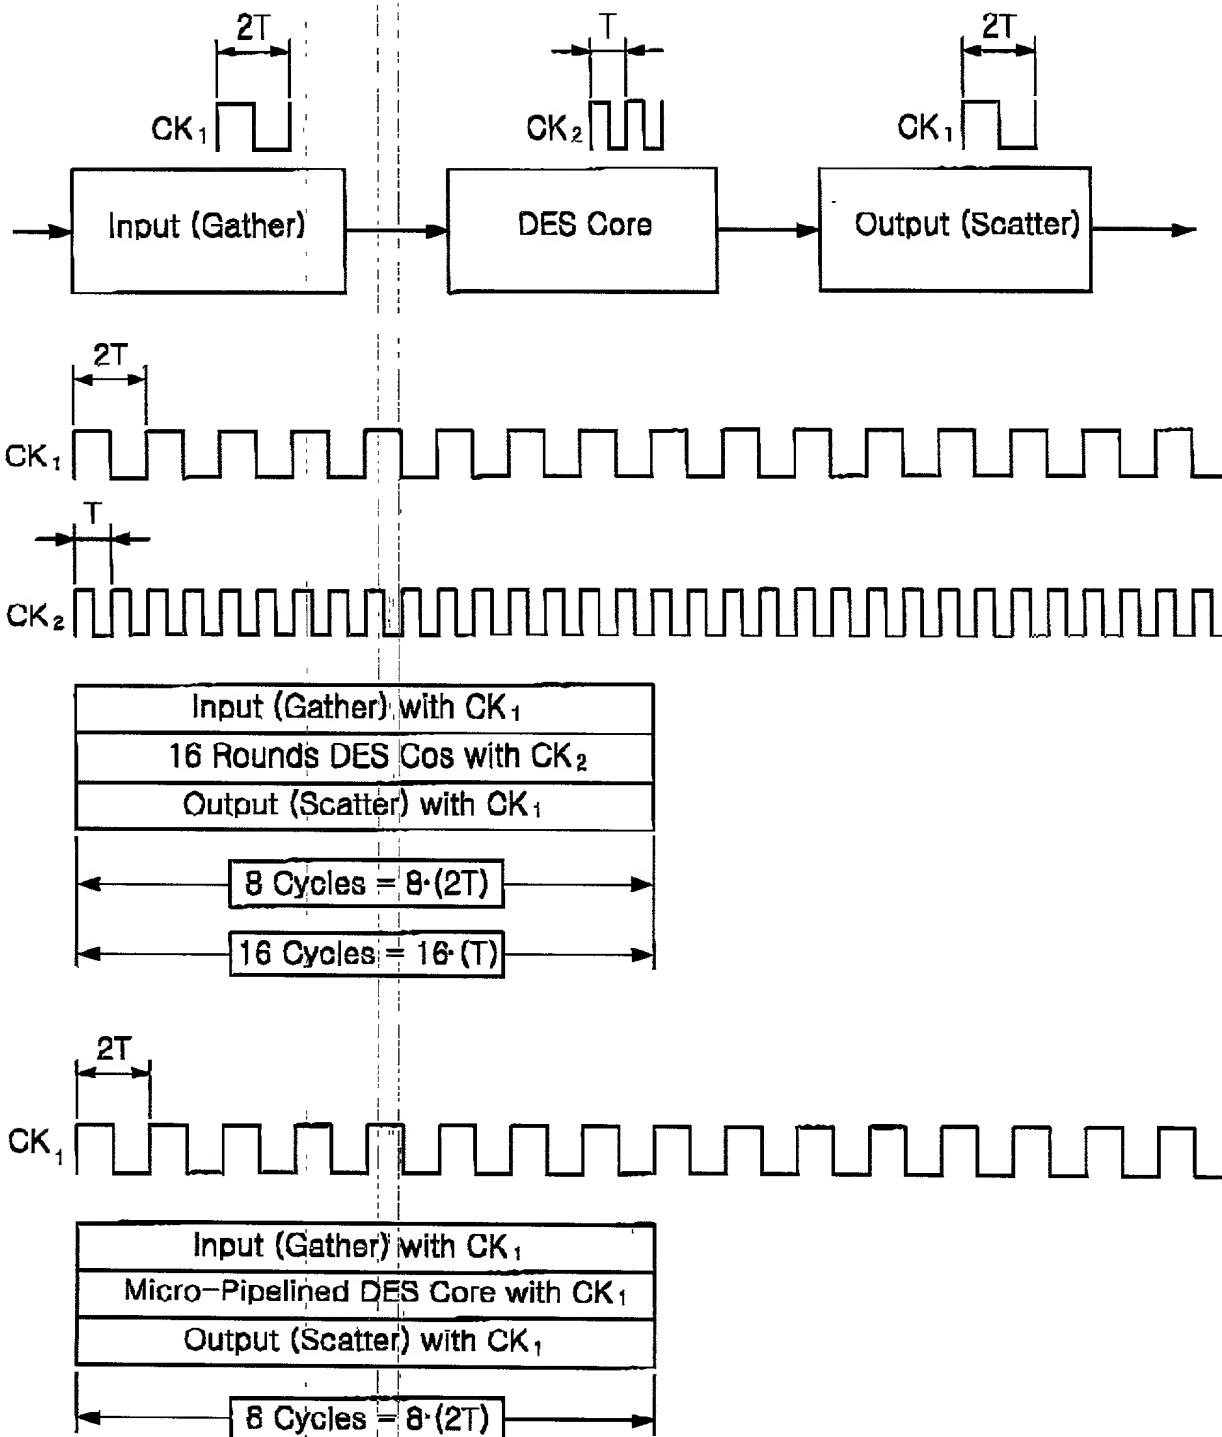 2T
T
2T
CK1
CK2
CK1
Input (Gather)
DES Core
Output (Scatter)
2T
CK1
T
CK2
Input (Gather) with CK1
16 Rounds DES Cos with CK2
Output (Scatter) with CK1
8 Cycles = 8·(2T)
16 Cycles = 16·(T)
2T
CK1
Input (Gather) with CK1
Micro-Pipelined DES Core with CK1
Output (Scatter) with CK1
8 Cycles = 8·(2T)